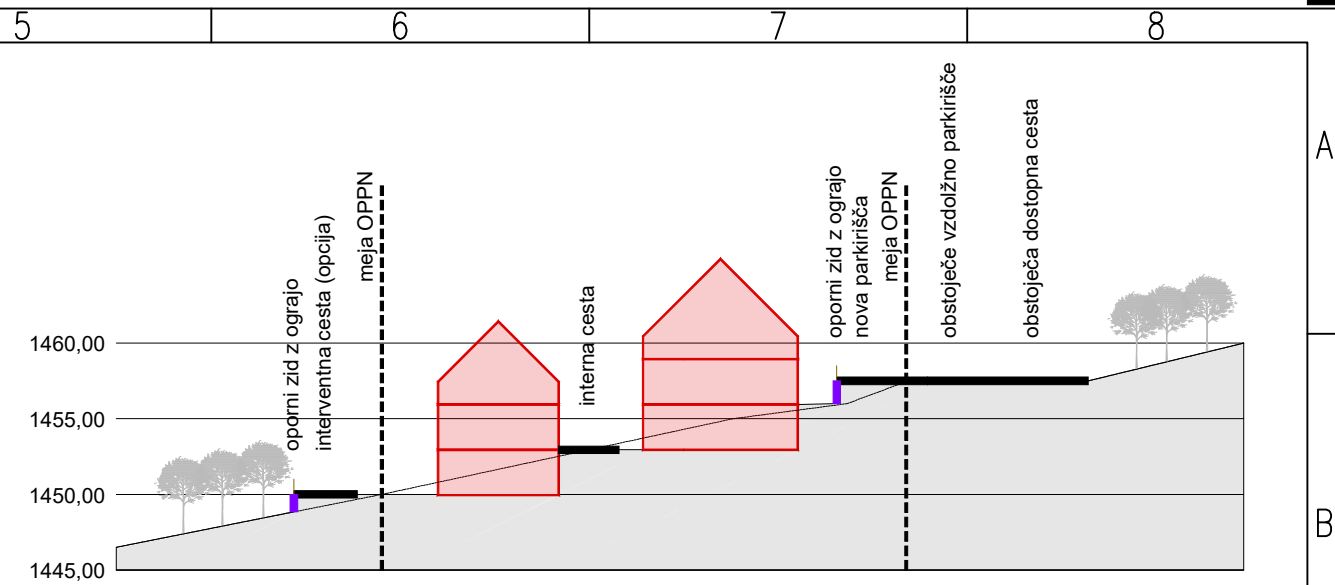 5
6
7
8
A
B
oporni zid z ograjo
interventna cesta (opcija)
meja OPPN
interna cesta
oporni zid z ograjo
nova parkirišča
meja OPPN
obstoječe vzdolžno parkirišče
obstoječa dostopna cesta
1460,00
1455,00
1450,00
1445,00